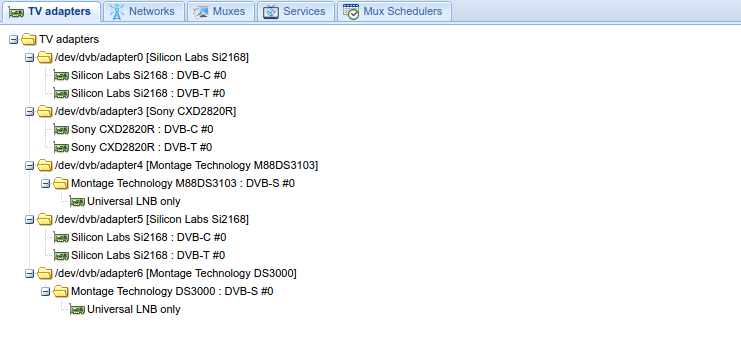 TV adapters Networks Muxes Services Mux Schedulers
TV adapters
/dev/dvb/adapter0 [Silicon Labs Si2168]
Silicon Labs Si2168 : DVB-C #0
Silicon Labs Si2168 : DVB-T #0
/dev/dvb/adapter3 [Sony CXD2820R]
Sony CXD2820R : DVB-C #0
Sony CXD2820R : DVB-T #0
/dev/dvb/adapter4 [Montage Technology M88DS3103]
Montage Technology M88DS3103 : DVB-S #0
Universal LNB only
/dev/dvb/adapter5 [Silicon Labs Si2168]
Silicon Labs Si2168 : DVB-C #0
Silicon Labs Si2168 : DVB-T #0
/dev/dvb/adapter6 [Montage Technology DS3000]
Montage Technology DS3000 : DVB-S #0
Universal LNB only